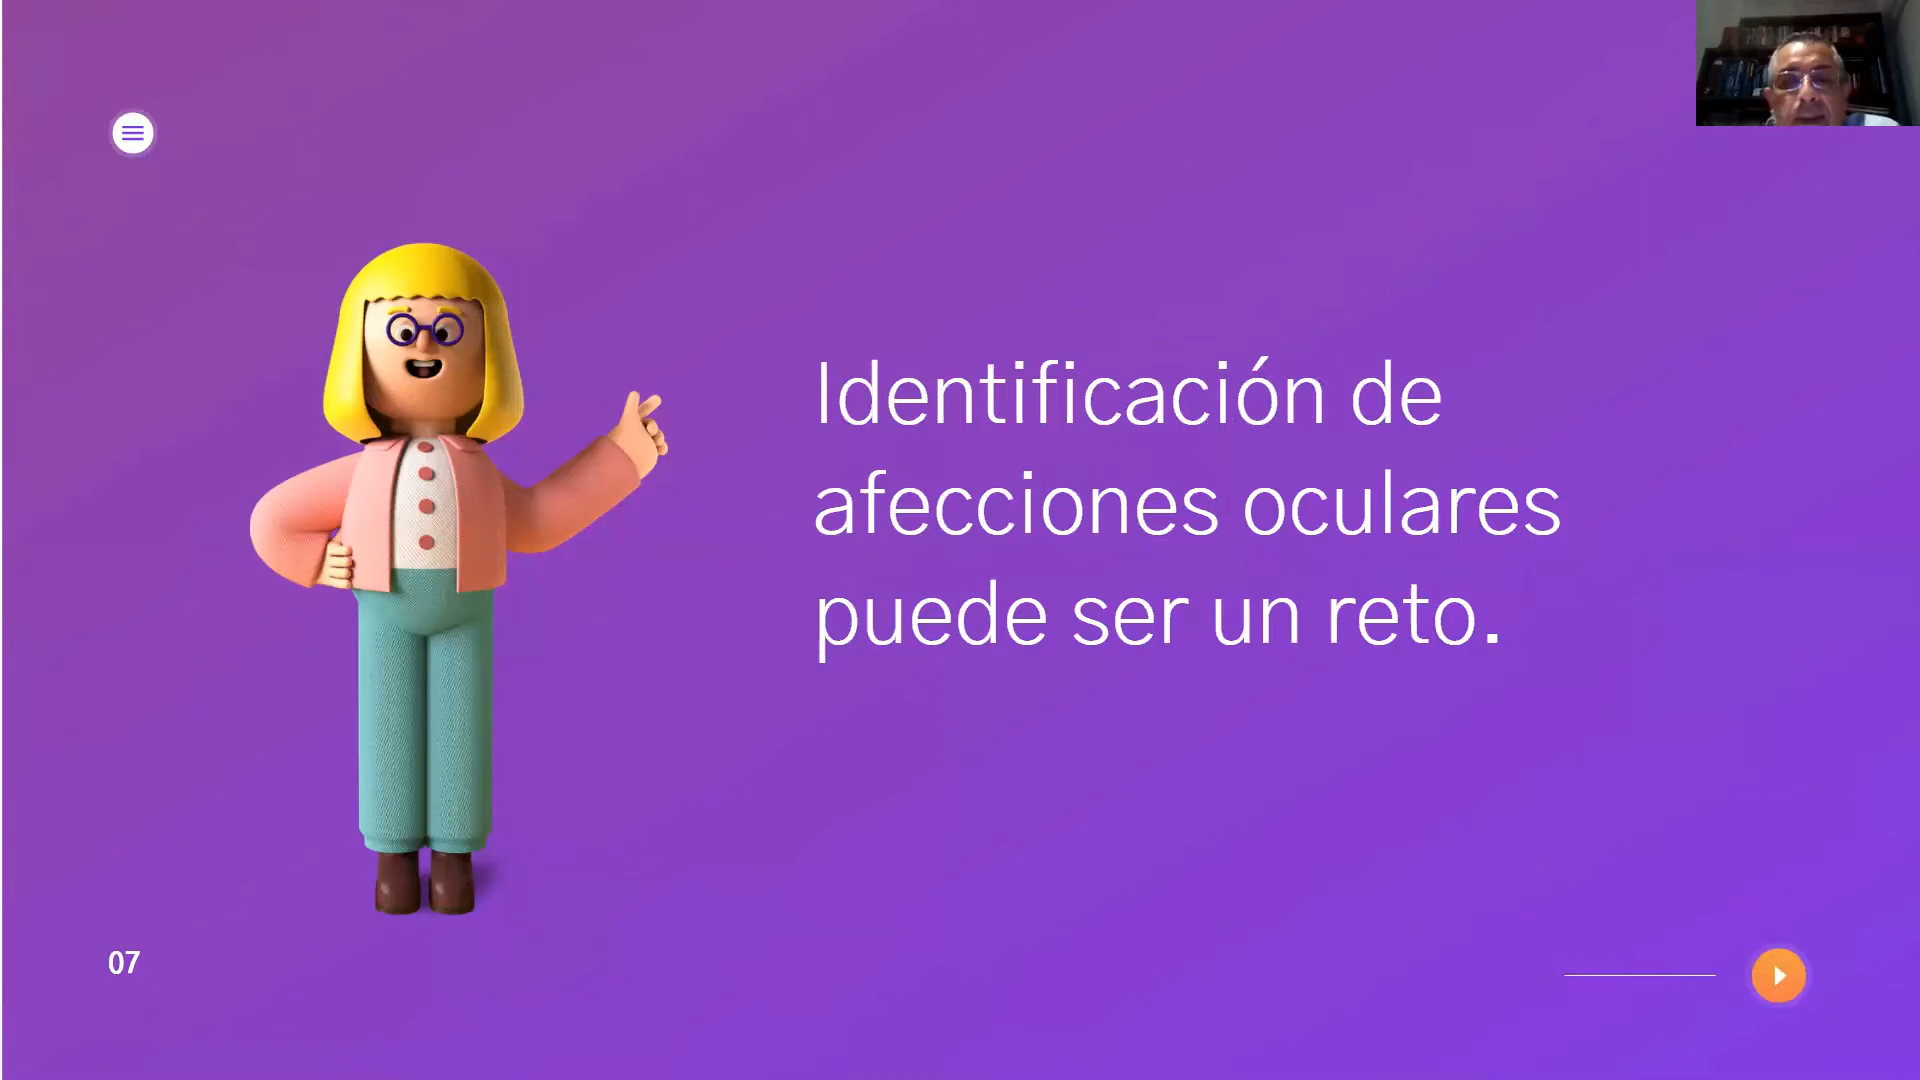 Identificación de
afecciones oculares
puede ser un reto.
07